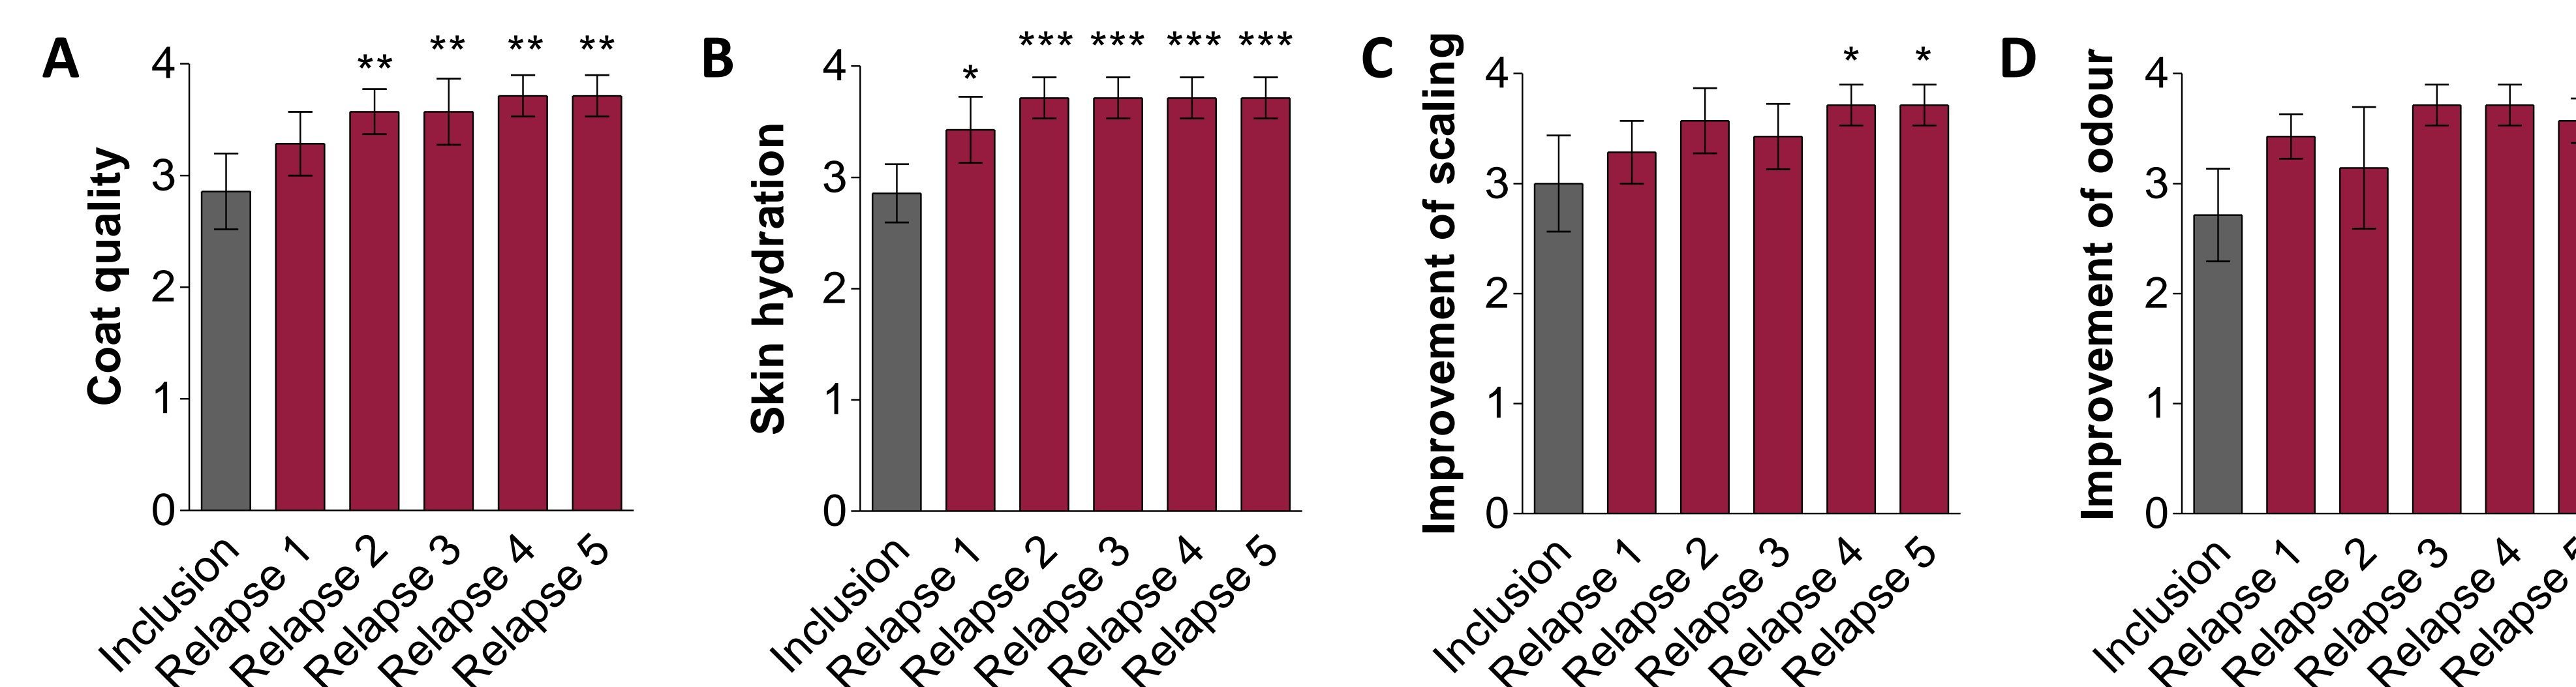 A
Coat quality
4
3
2
1
0
** ** ** **
Inclusion
Relapse 1
Relapse 2
Relapse 3
Relapse 4
Relapse 5
B
Skin hydration
4
3
2
1
0
* *** *** *** ***
Inclusion
Relapse 1
Relapse 2
Relapse 3
Relapse 4
Relapse 5
C
Improvement of scaling
4
3
2
1
0
* *
Inclusion
Relapse 1
Relapse 2
Relapse 3
Relapse 4
Relapse 5
D
Improvement of odour
4
3
2
1
0
Inclusion
Relapse 1
Relapse 2
Relapse 3
Relapse 4
Relapse 5